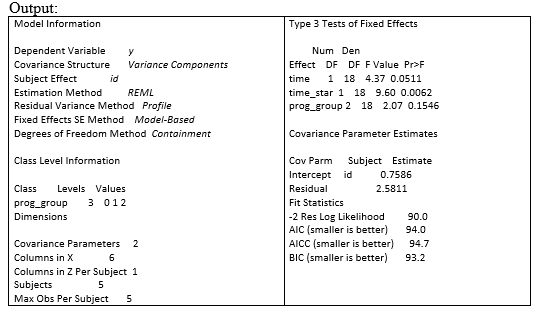 Output:
Model Information
Dependent Variable y
Covariance Structure Variance Components
Subject Effect id
Estimation Method REML
Residual Variance Method Profile
Fixed Effects SE Method Model-Based
Degrees of Freedom Method Containment
Class Level Information
Class Levels Values
prog_group 3 0 1 2
Dimensions
Covariance Parameters 2
Columns in X 6
Columns in Z Per Subject 1
Subjects 5
Max Obs Per Subject 5
Type 3 Tests of Fixed Effects
Num Den
Effect DF DF F Value Pr>F
time 1 18 4.37 0.0511
time_star 1 18 9.60 0.0062
prog_group 2 18 2.07 0.1546
Covariance Parameter Estimates
Cov Parm Subject Estimate
Intercept id 0.7586
Residual 2.5811
Fit Statistics
-2 Res Log Likelihood 90.0
AIC (smaller is better) 94.0
AICC (smaller is better) 94.7
BIC (smaller is better) 93.2